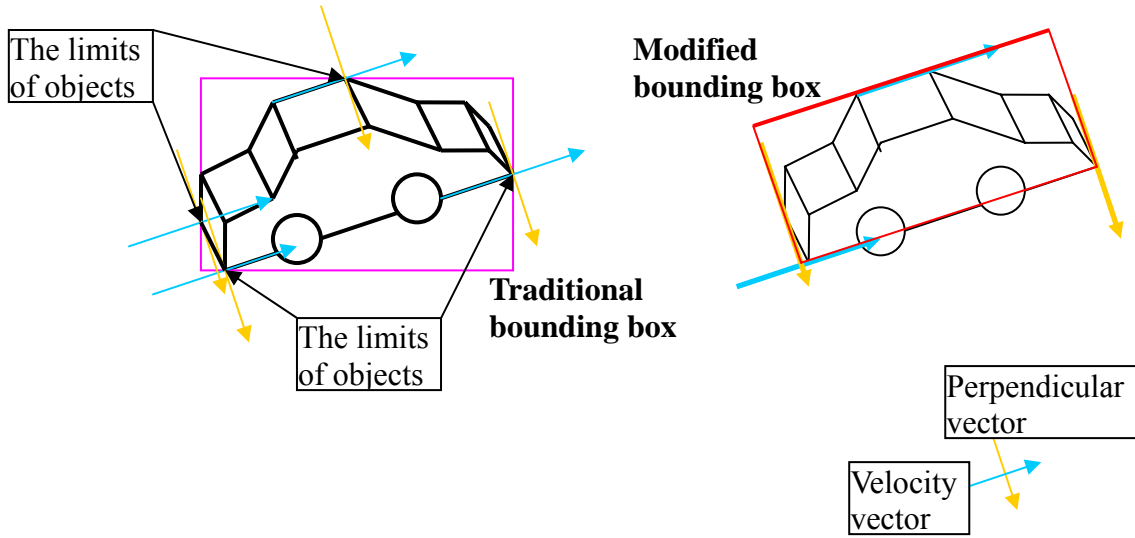 The limits
of objects
Modified
bounding box
Traditional
bounding box
The limits
of objects
Perpendicular
vector
Velocity
vector